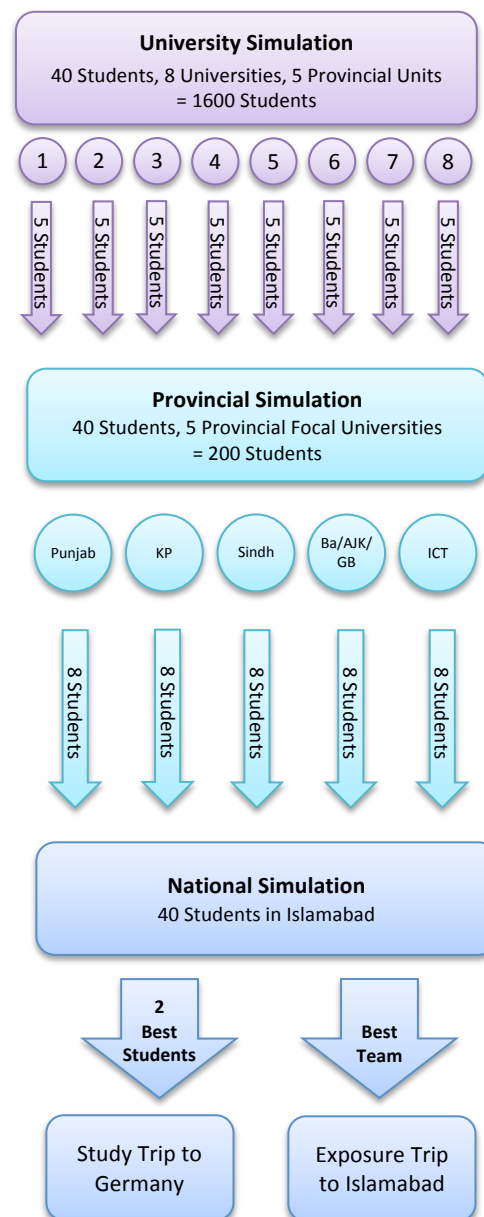 University Simulation
40 Students, 8 Universities, 5 Provincial Units
= 1600 Students
1
2
3
4
5
6
7
8
5 Students
5 Students
5 Students
5 Students
5 Students
5 Students
5 Students
5 Students
Provincial Simulation
40 Students, 5 Provincial Focal Universities
= 200 Students
Punjab
KP
Sindh
Ba/AJK/
GB
ICT
8 Students
8 Students
8 Students
8 Students
8 Students
National Simulation
40 Students in Islamabad
2
Best
Students
Best
Team
Study Trip to
Germany
Exposure Trip
to Islamabad